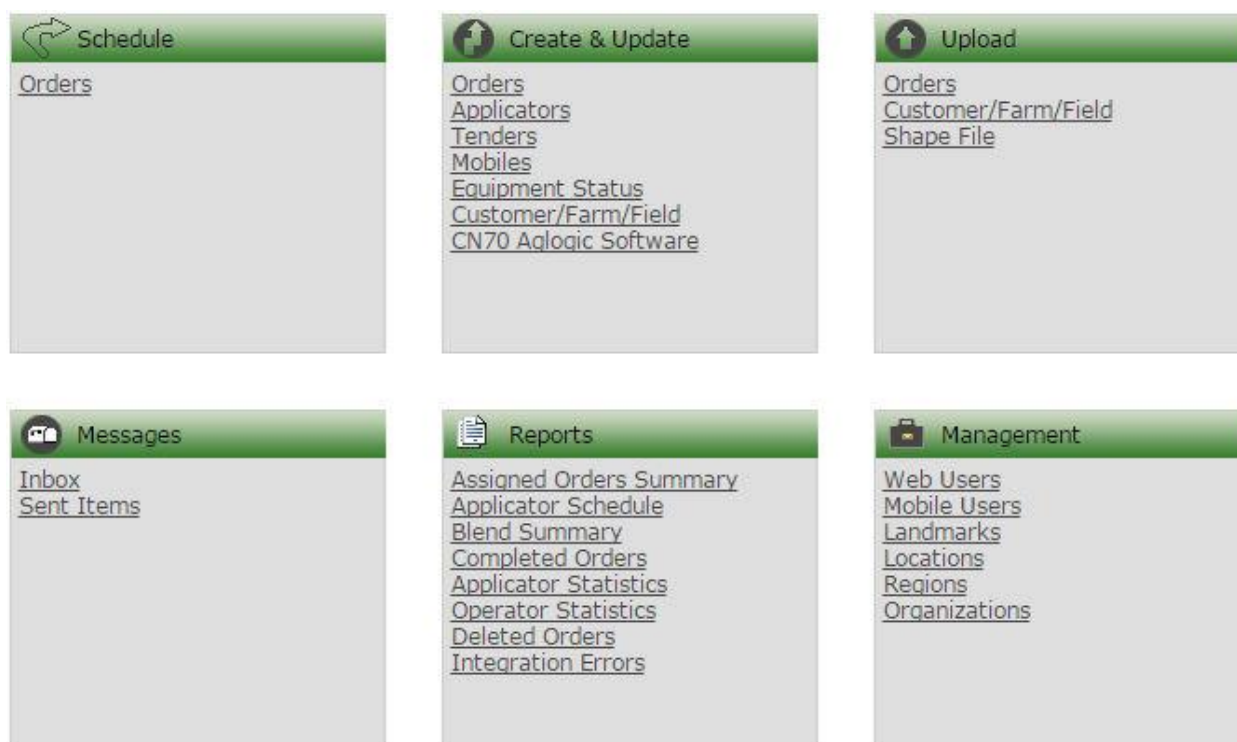 Schedule
Orders
Create & Update
Orders
Applicators
Tenders
Mobiles
Equipment Status
Customer/Farm/Field
CN70 Aglogic Software
Upload
Orders
Customer/Farm/Field
Shape File
Messages
Inbox
Sent Items
Reports
Assigned Orders Summary
Applicator Schedule
Blend Summary
Completed Orders
Applicator Statistics
Operator Statistics
Deleted Orders
Integration Errors
Management
Web Users
Mobile Users
Landmarks
Locations
Regions
Organizations